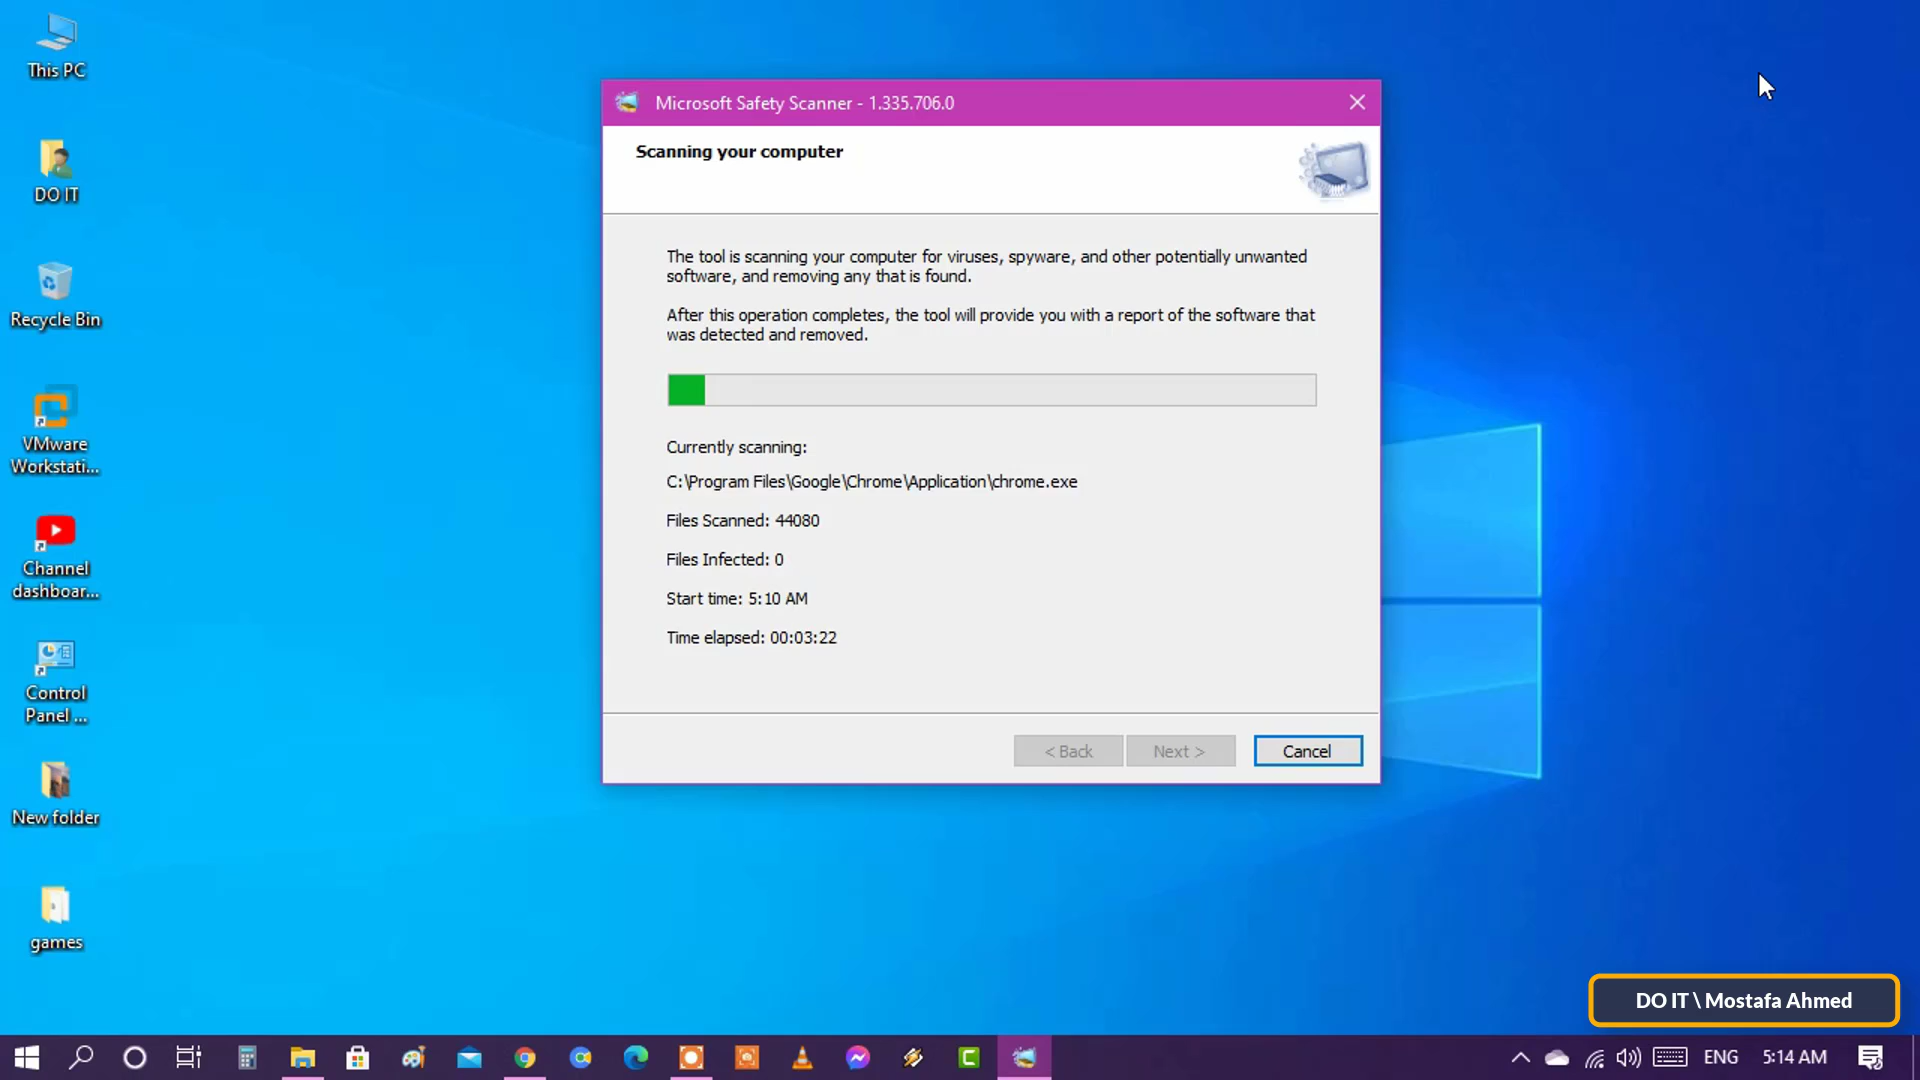 This PC
DO IT
Recycle Bin
VMware
Workstati...
Channel
dashboar...
Control
Panel ...
New folder
games
Microsoft Safety Scanner - 1.335.706.0
Scanning your computer
The tool is scanning your computer for viruses, spyware, and other potentially unwanted
software, and removing any that is found.
After this operation completes, the tool will provide you with a report of the software that
was detected and removed.
Currently scanning:
C:\Program Files\Google\Chrome\Application\chrome.exe
Files Scanned: 44080
Files Infected: 0
Start time: 5:10 AM
Time elapsed: 00:03:22
< Back
Next >
Cancel
DO IT \ Mostafa Ahmed
ENG
5:14 AM